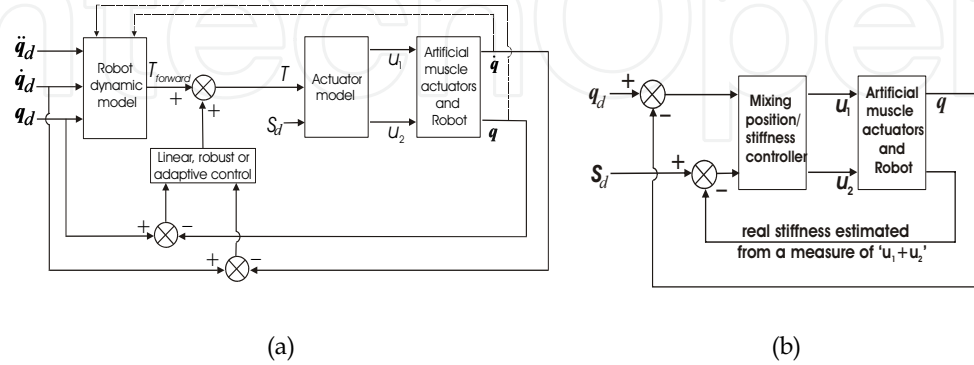 q̈d
q̇d
qd
Robot
dynamic
model
Tforward
+
+
T
Sd
Actuator
model
u1
u2
Artificial
muscle
actuators
and
Robot
q̇
q
Linear, robust or
adaptive control
+
−
+
−
(a)
qd
+
−
Sd
+
−
Mixing
position/
stiffness
controller
u1
u2
Artificial
muscle
actuators
and
Robot
q
real stiffness estimated
from a measure of 'u1+u2'
(b)